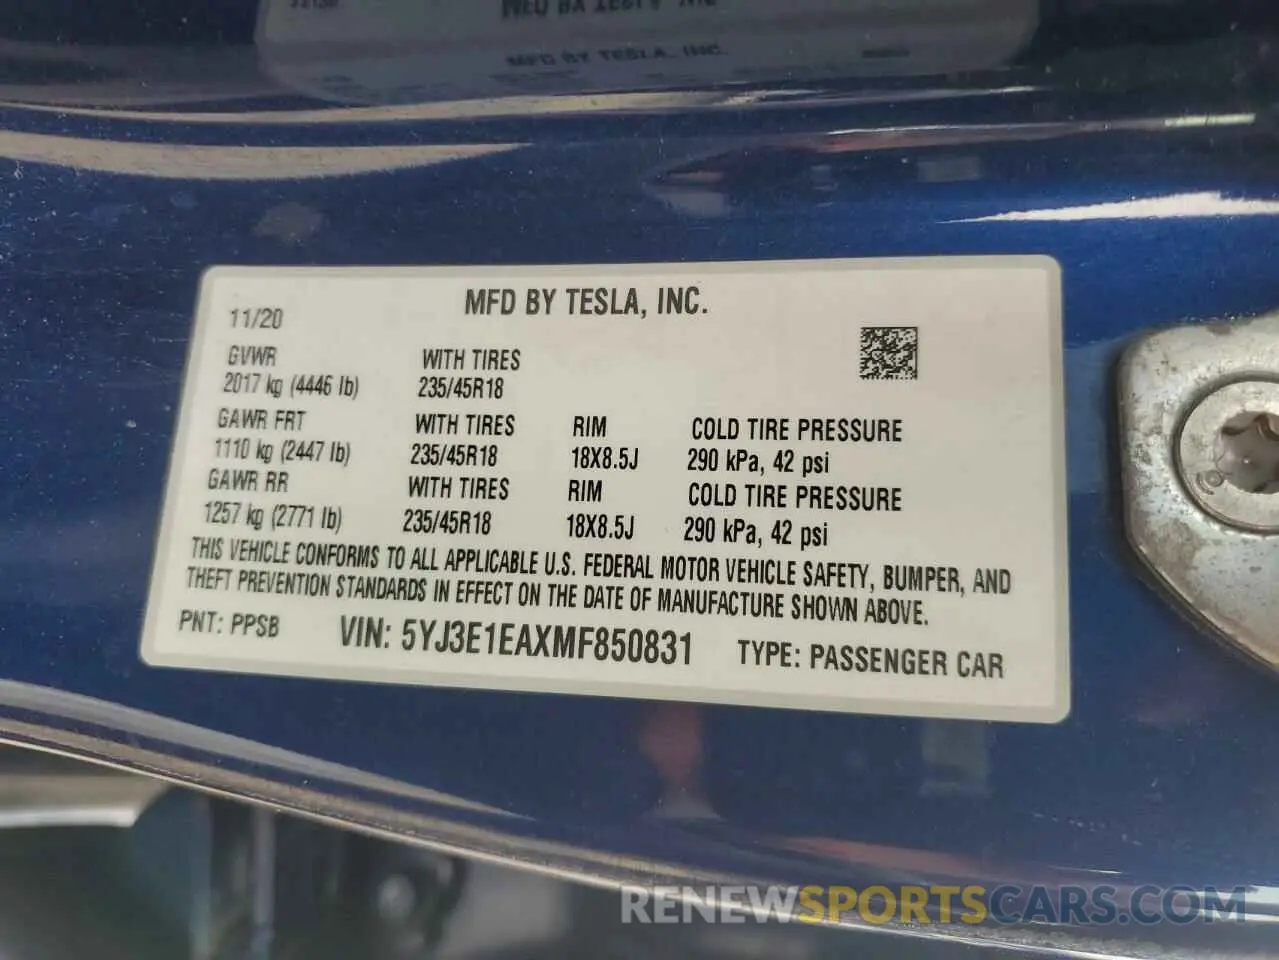 MFD BY TESLA, INC.
MFD BY TESLA, INC.
11/20
GVWR WITH TIRES
2017 kg (4446 lb) 235/45R18
GAWR FRT WITH TIRES RIM COLD TIRE PRESSURE
1110 kg (2447 lb) 235/45R18 18X8.5J 290 kPa, 42 psi
GAWR RR WITH TIRES RIM COLD TIRE PRESSURE
1257 kg (2771 lb) 235/45R18 18X8.5J 290 kPa, 42 psi
THIS VEHICLE CONFORMS TO ALL APPLICABLE U.S. FEDERAL MOTOR VEHICLE SAFETY, BUMPER, AND
THEFT PREVENTION STANDARDS IN EFFECT ON THE DATE OF MANUFACTURE SHOWN ABOVE.
PNT: PPSB VIN: 5YJ3E1EAXMF850831 TYPE: PASSENGER CAR
RENEWSPORTSCARS.COM